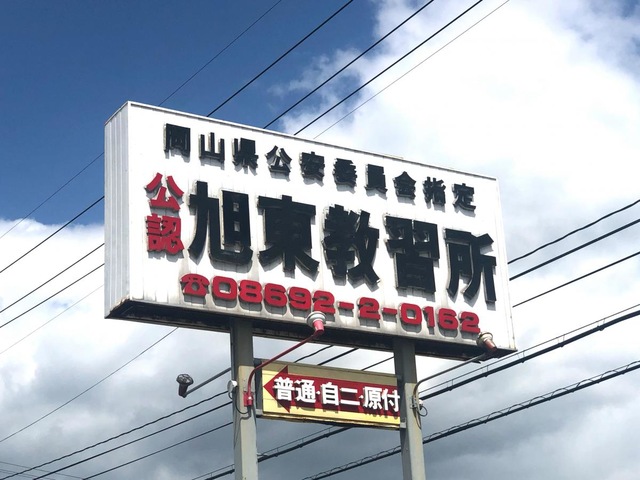 岡山県公安委員会指定
公認
旭東教習所
☎08692-2-0162
普通・自二・原付